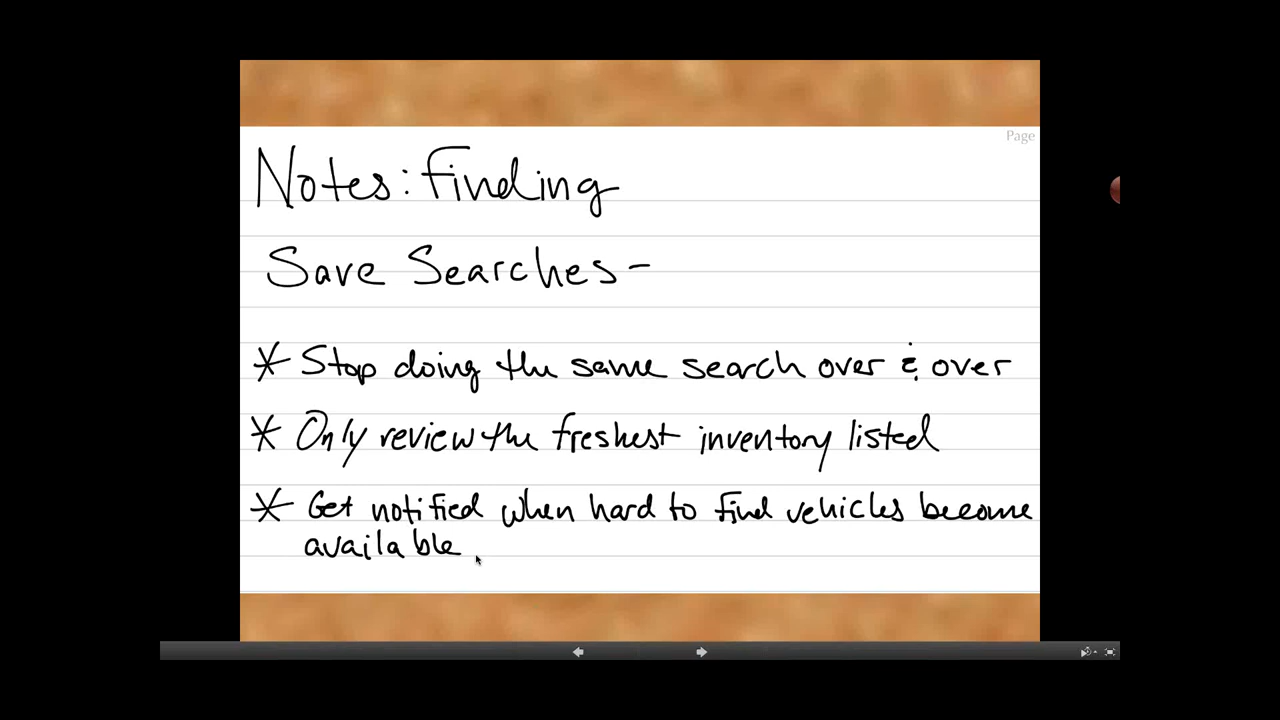 Page
Notes: Finding
Save Searches-
* Stop doing the same search over & over
* Only review the freshest inventory listed
* Get notified when hard to find vehicles become
available